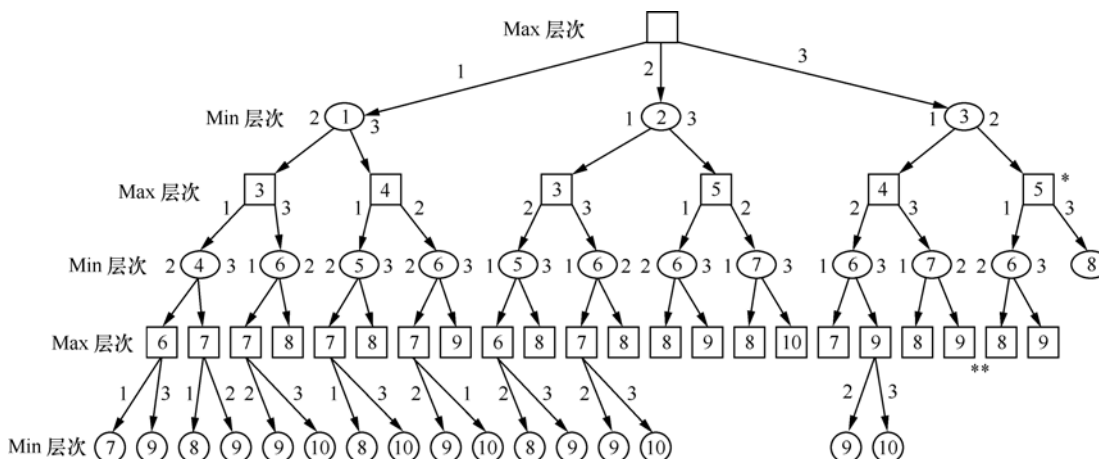 Max 层次
1 2 3
Min 层次 2 1 3 1 2 3 1 3 2
Max 层次 3 4 3 5 4 5 *
1 3 1 2 2 3 1 2 2 3 1 3
Min 层次 2 4 3 1 6 2 2 5 3 2 6 3 1 5 3 1 6 2 2 6 3 1 7 3 1 6 3 1 7 2 2 6 3 8
Max 层次 6 7 7 8 7 8 7 9 6 8 7 8 8 9 8 10 7 9 8 9 8 9
**
1 3 1 2 2 3 1 3 2 1 2 3 2 3 2 3
Min 层次 7 9 8 9 9 10 8 10 9 10 8 9 9 10 9 10